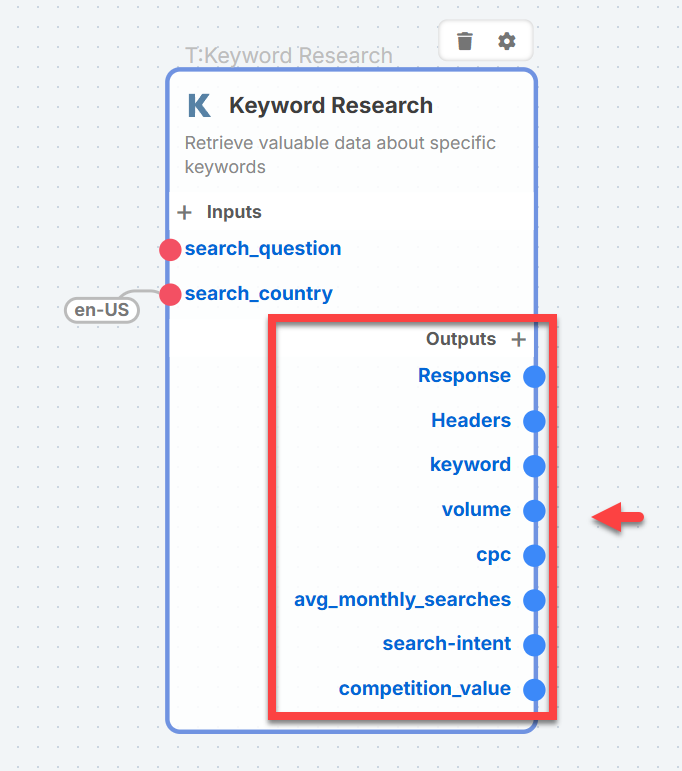 T:Keyword Research
K Keyword Research
Retrieve valuable data about specific
keywords
+ Inputs
search_question
search_country
en-US
Outputs +
Response
Headers
keyword
volume
cpc
avg_monthly_searches
search-intent
competition_value